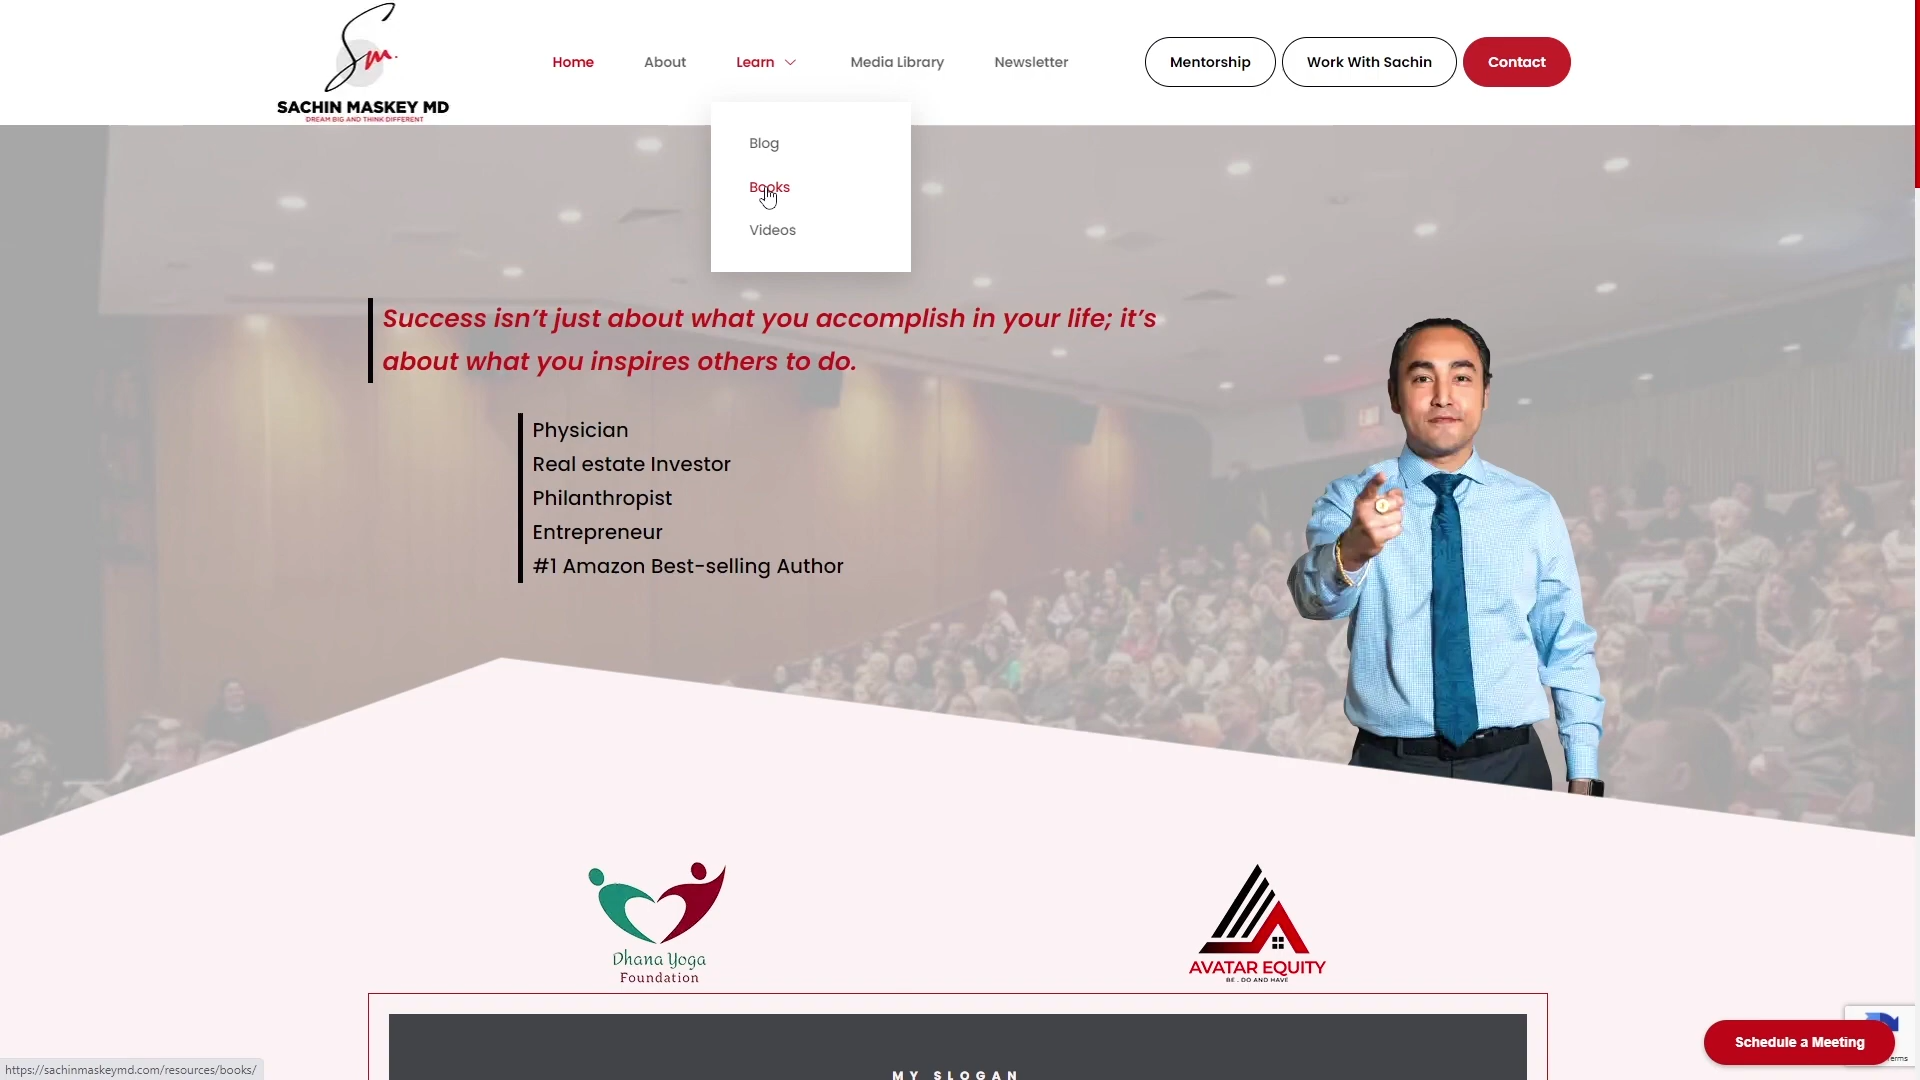 SACHIN MASKEY MD
DREAM BIG AND THINK DIFFERENT
Home
About
Learn
Media Library
Newsletter
Mentorship
Work With Sachin
Contact
Blog
Books
Videos
Success isn’t just about what you accomplish in your life; it’s
about what you inspires others to do.
Physician
Real estate Investor
Philanthropist
Entrepreneur
#1 Amazon Best-selling Author
Dhana Yoga
Foundation
AVATAR EQUITY
BE . DO AND HAVE
MY SLOGAN
Schedule a Meeting
https://sachinmaskeymd.com/resources/books/